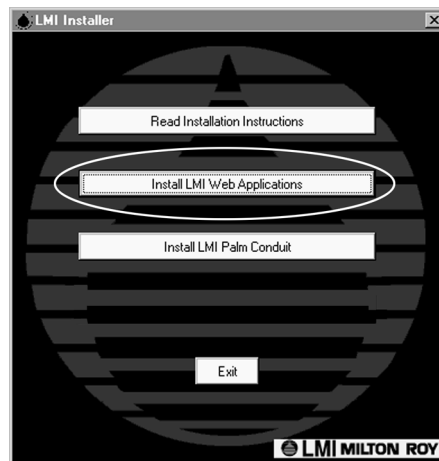 LMI Installer
Read Installation Instructions
Install LMI Web Applications
Install LMI Palm Conduit
Exit
LMI MILTON ROY